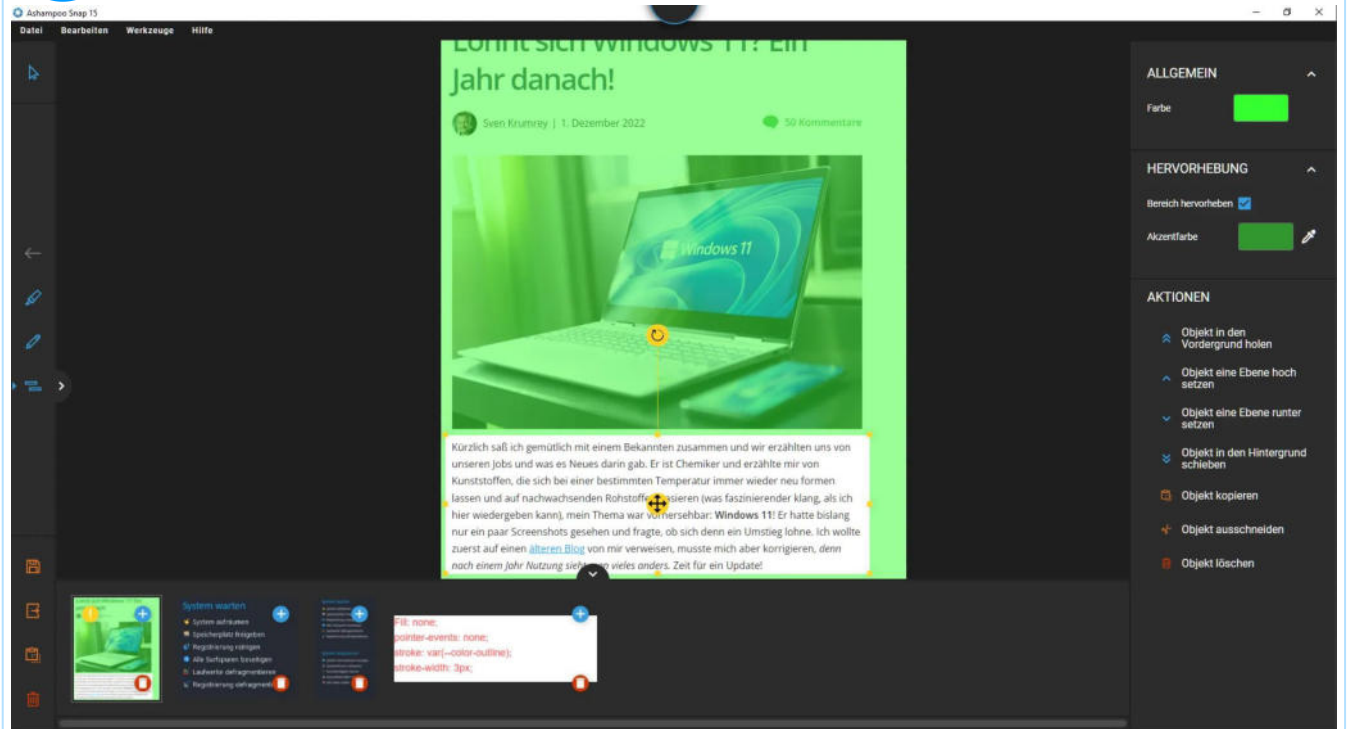 Ashampoo Snap 15
Datei Bearbeiten Werkzeuge Hilfe
Lohnt sich Windows 11? Ein
Jahr danach!
Sven Krumrey | 1. Dezember 2022
50 Kommentare
Windows 11
Kürzlich saß ich gemütlich mit einem Bekannten zusammen und wir erzählten uns von
unseren Jobs und was es Neues darin gab. Er ist Chemiker und erzählte mir von
Kunststoffen, die sich bei einer bestimmten Temperatur immer wieder neu formen
lassen und auf nachwachsenden Rohstoffen basieren (was faszinierender klang, als ich
hier wiedergeben kann), mein Thema war vorhersehbar: Windows 11! Er hatte bislang
nur ein paar Screenshots gesehen und fragte, ob sich denn ein Umstieg lohne. Ich wollte
zuerst auf einen älteren Blog von mir verweisen, musste mich aber korrigieren, denn
nach einem Jahr Nutzung sieht man vieles anders. Zeit für ein Update!
ALLGEMEIN
Farbe
HERVORHEBUNG
Bereich hervorheben
Akzentfarbe
AKTIONEN
Objekt in den
Vordergrund holen
Objekt eine Ebene hoch
setzen
Objekt eine Ebene runter
setzen
Objekt in den Hintergrund
schieben
Objekt kopieren
Objekt ausschneiden
Objekt löschen
System warten
System aufräumen
Speicherplatz freigeben
Registrierung reinigen
Alle Surfspuren beseitigen
Laufwerke defragmentieren
Registrierung defragment
Fill: none;
pointer-events: none;
stroke: var(--color-outline);
stroke-width: 3px;